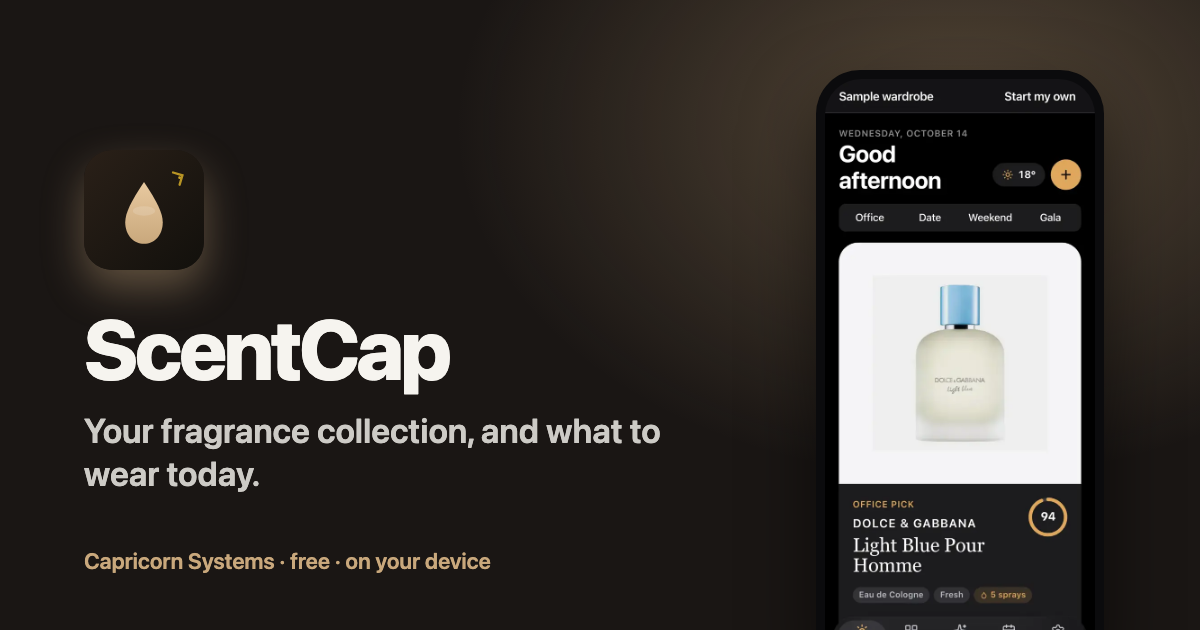 ScentCap
Your fragrance collection, and what to
wear today.
Capricorn Systems · free · on your device
Sample wardrobe
Start my own
WEDNESDAY, OCTOBER 14
Good
afternoon
18°
Office
Date
Weekend
Gala
DOLCE & GABBANA
Light Blue
OFFICE PICK
94
DOLCE & GABBANA
Light Blue Pour
Homme
Eau de Cologne
Fresh
5 sprays